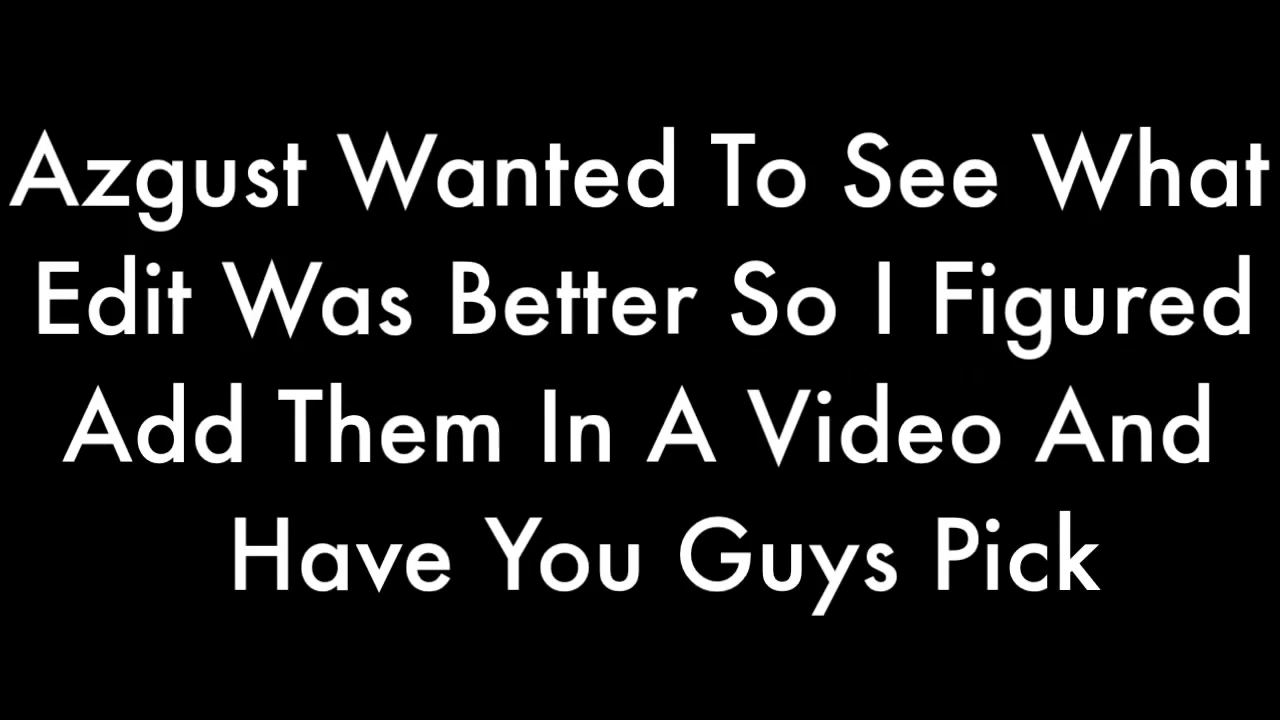 Azgust Wanted To See What
Edit Was Better So I Figured
Add Them In A Video And
Have You Guys Pick